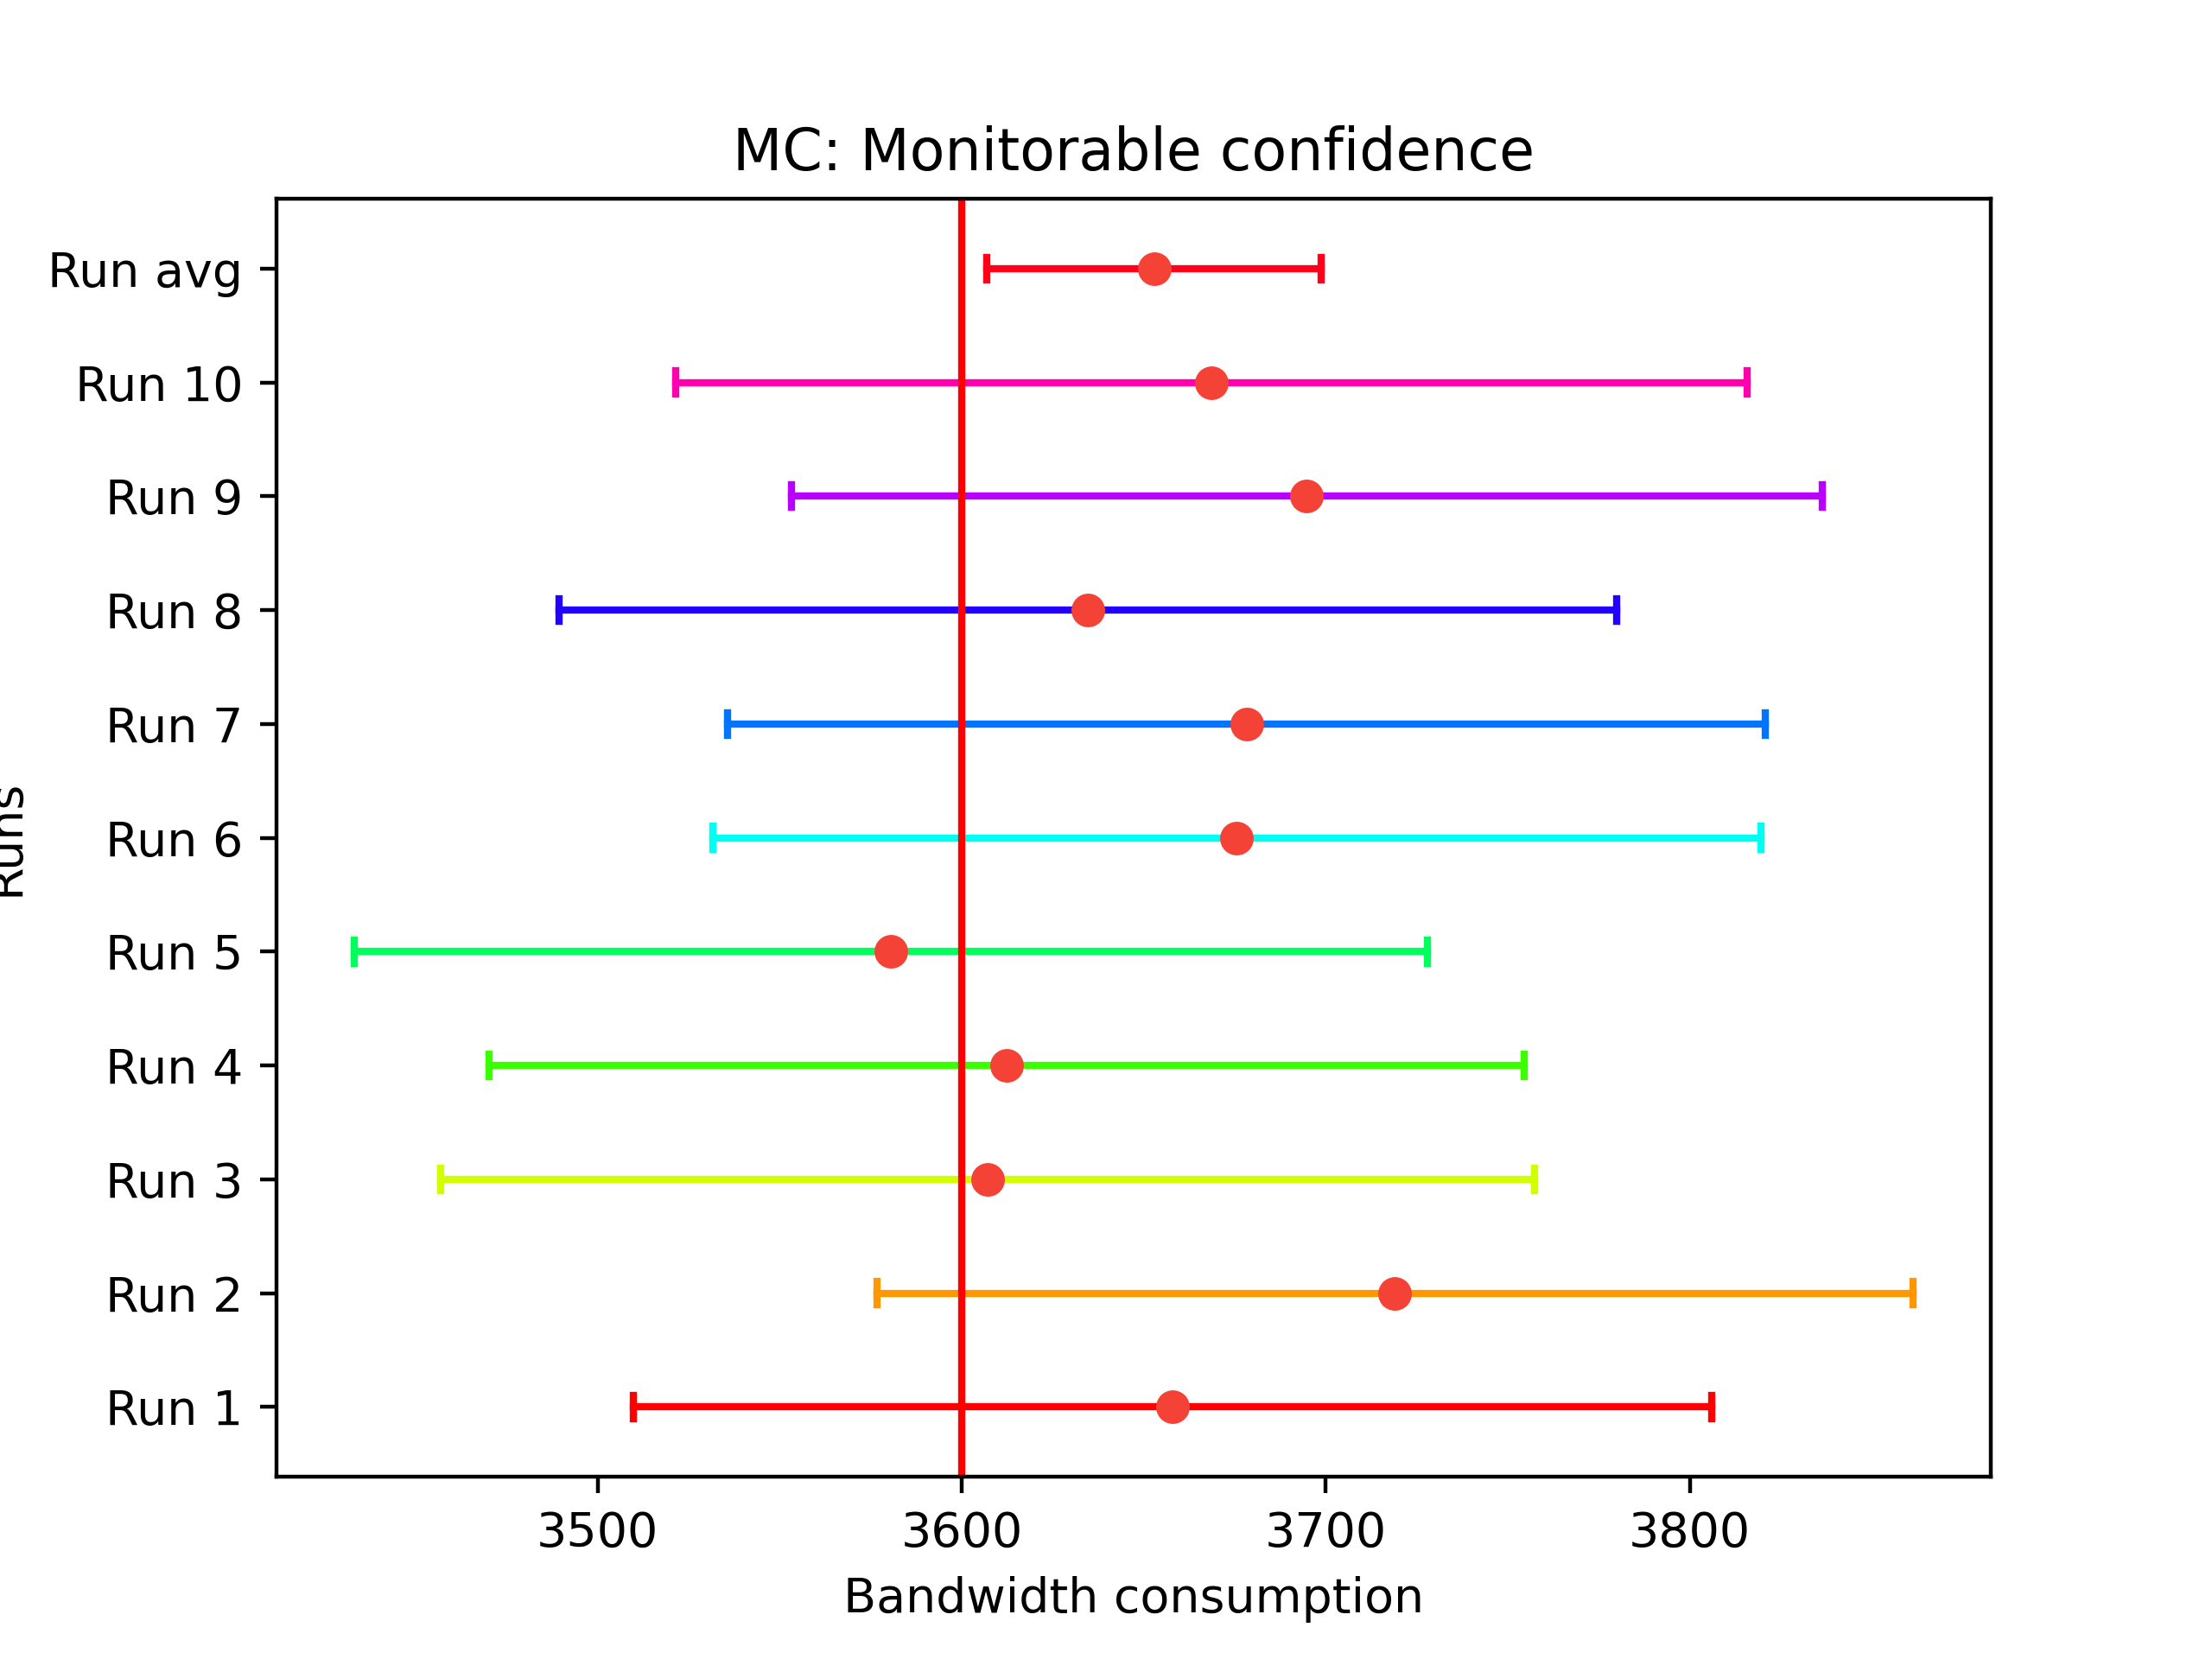 MC: Monitorable confidence
Run avg
Run 10
Run 9
Run 8
Run 7
Run 6
Run 5
Run 4
Run 3
Run 2
Run 1
Runs
3500 3600 3700 3800
Bandwidth consumption